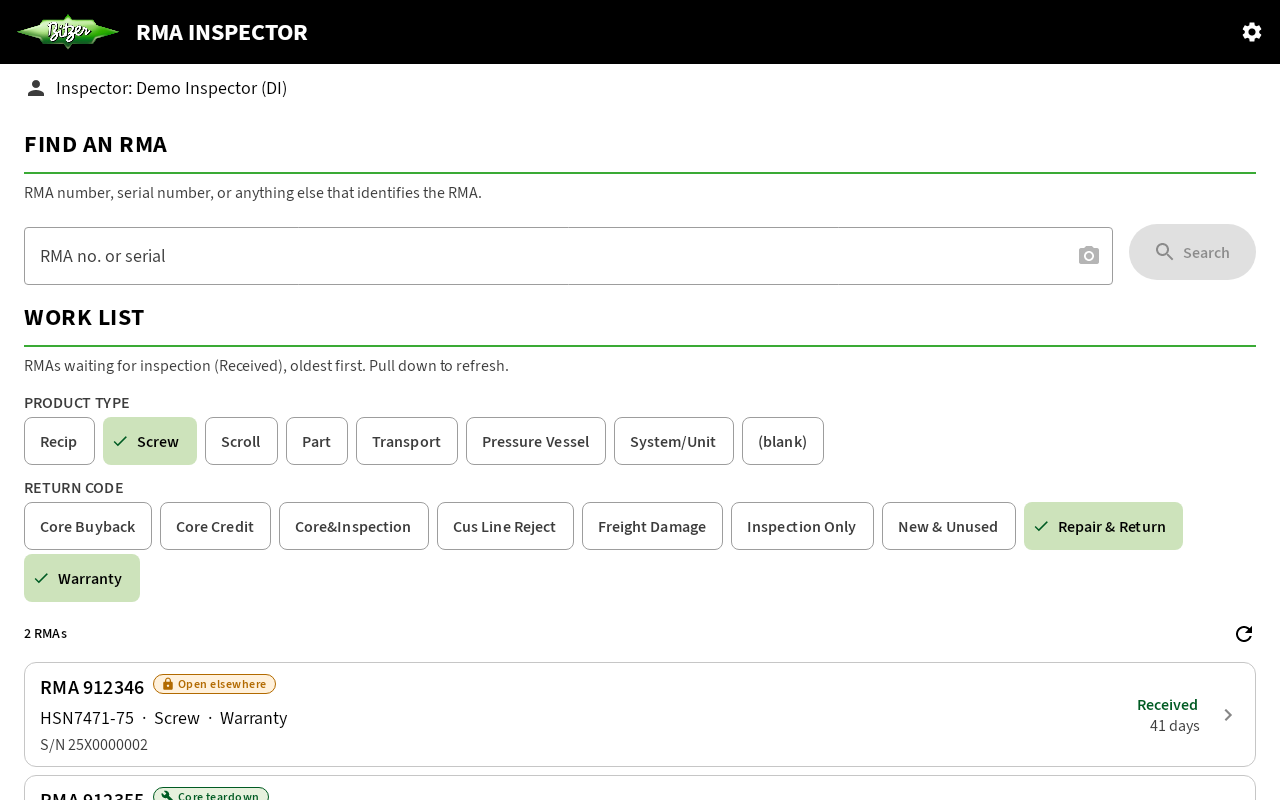 Bitzer RMA INSPECTOR
Inspector: Demo Inspector (DI)
FIND AN RMA
RMA number, serial number, or anything else that identifies the RMA.
RMA no. or serial
Search
WORK LIST
RMAs waiting for inspection (Received), oldest first. Pull down to refresh.
PRODUCT TYPE
Recip Screw Scroll Part Transport Pressure Vessel System/Unit (blank)
RETURN CODE
Core Buyback Core Credit Core&Inspection Cus Line Reject Freight Damage Inspection Only New & Unused Repair & Return
Warranty
2 RMAs
RMA 912346 Open elsewhere
HSN7471-75 · Screw · Warranty
S/N 25X0000002
Received
41 days
RMA 912355 Core teardown